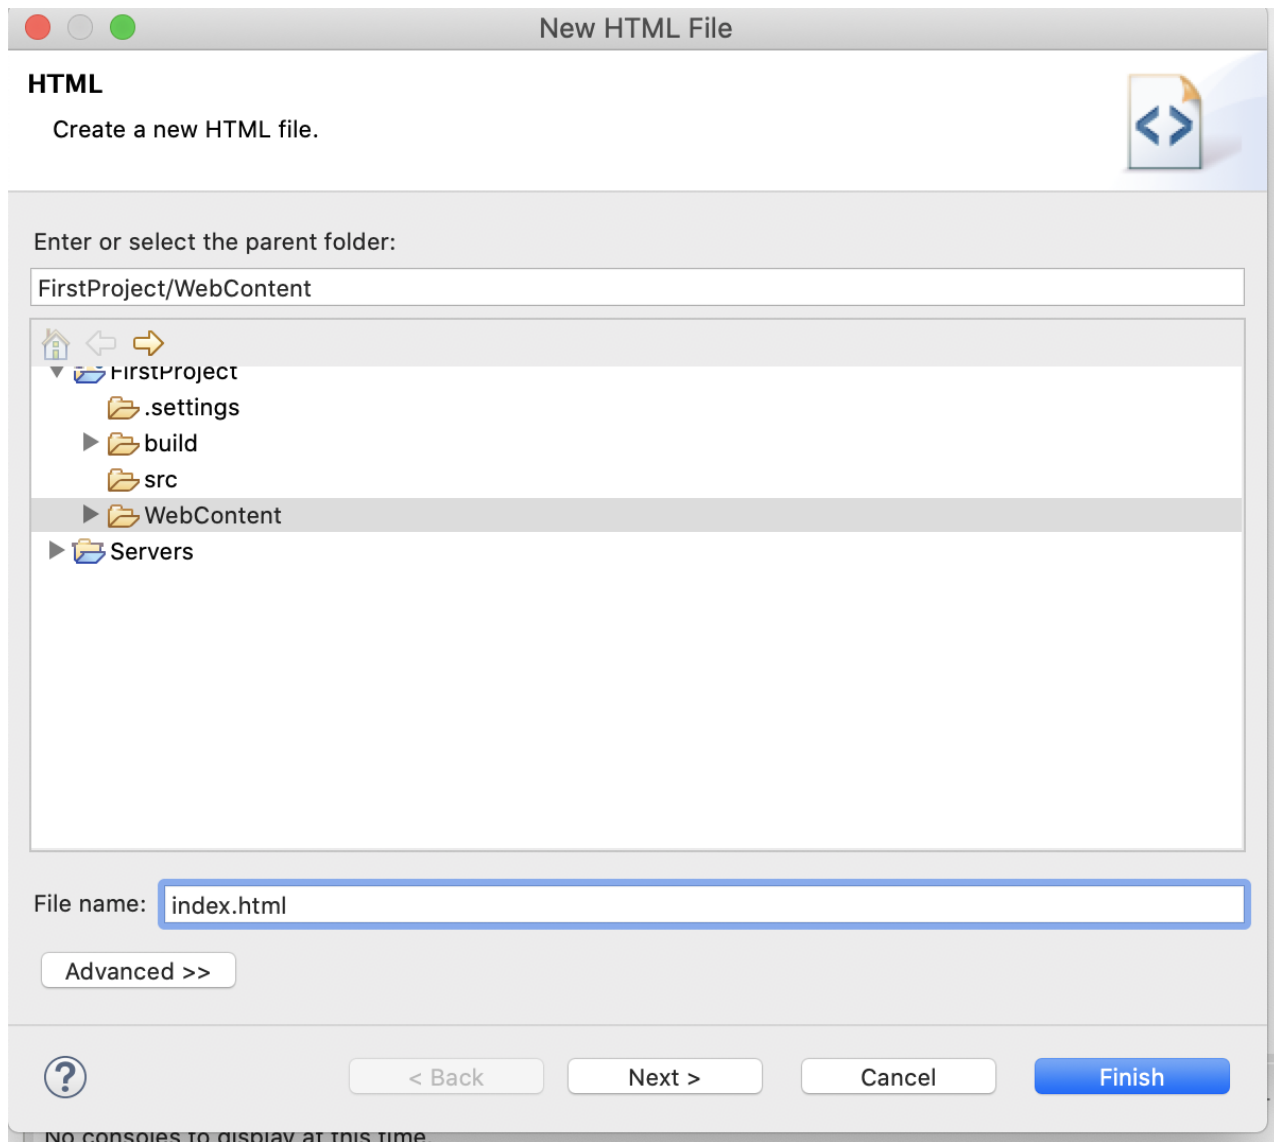 New HTML File
HTML
Create a new HTML file.
Enter or select the parent folder:
FirstProject/WebContent
FirstProject
.settings
build
src
WebContent
Servers
File name: index.html
Advanced >>
? < Back Next > Cancel Finish
No consoles to display at this time.